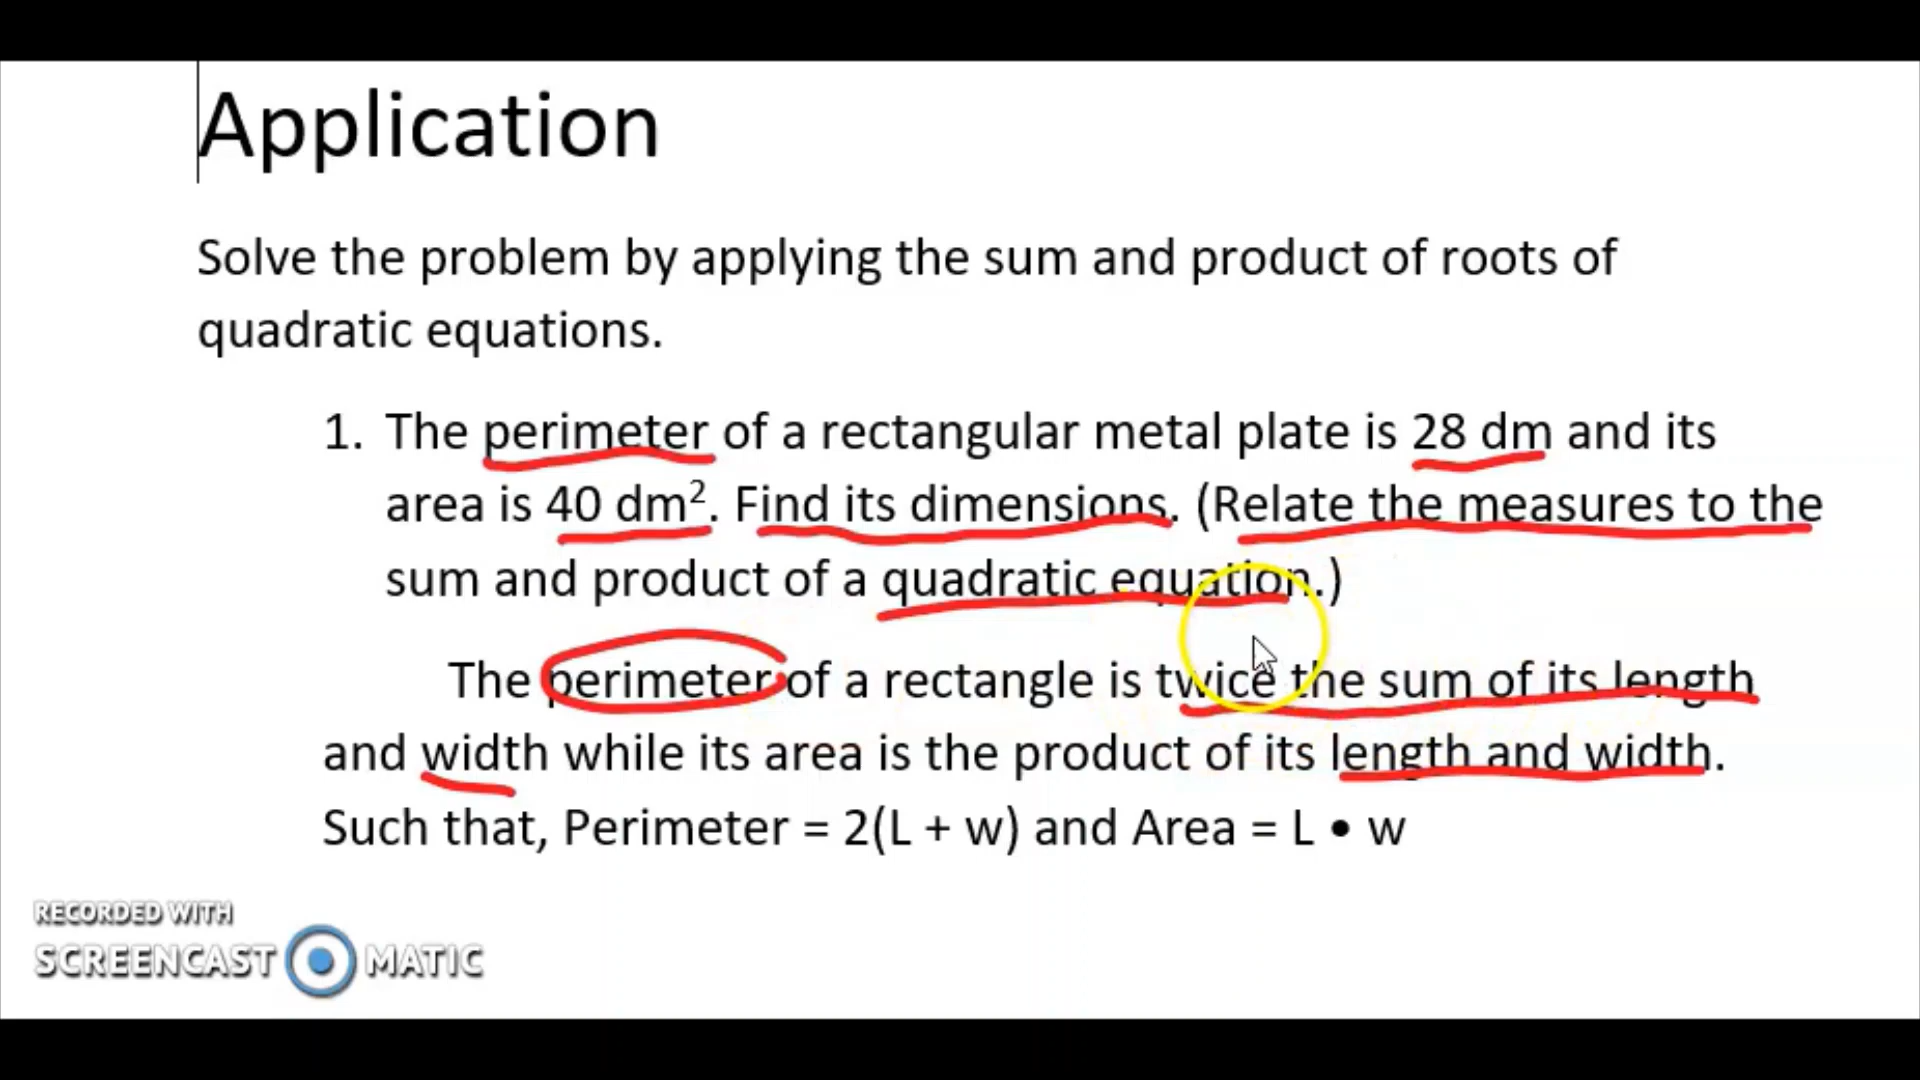 Application
Solve the problem by applying the sum and product of roots of
quadratic equations.
1. The perimeter of a rectangular metal plate is 28 dm and its
area is 40 dm². Find its dimensions. (Relate the measures to the
sum and product of a quadratic equation.)
The perimeter of a rectangle is twice the sum of its length
and width while its area is the product of its length and width.
Such that, Perimeter = 2(L + w) and Area = L • w
RECORDED WITH
SCREENCAST MATIC